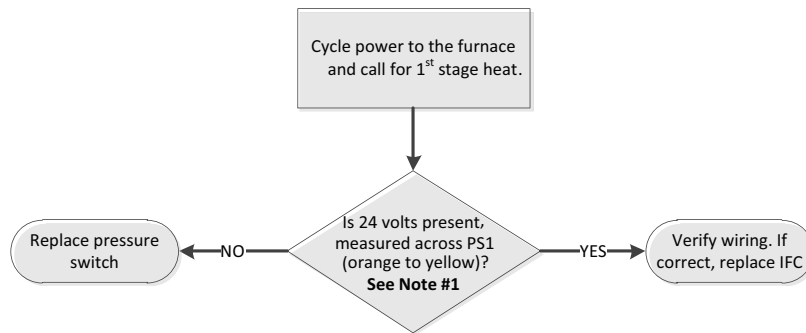 Cycle power to the furnace
and call for 1st stage heat.
Is 24 volts present,
measured across PS1
(orange to yellow)?
See Note #1
NO
YES
Replace pressure
switch
Verify wiring. If
correct, replace IFC